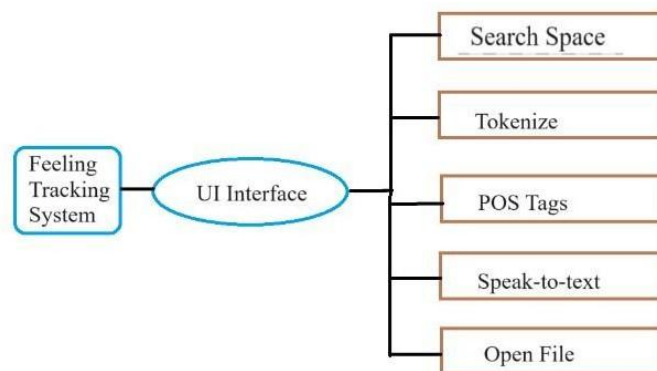 Feeling
Tracking
System
UI Interface
Search Space
Tokenize
POS Tags
Speak-to-text
Open File